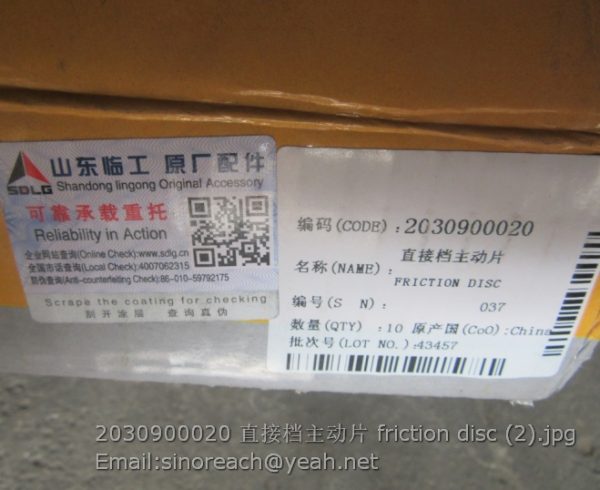 SDLG
山东临工 原厂配件
Shandong lingong Original Accessory
可靠承载重托
Reliability in Action
企业网站查询(Online Check):www.sdlg.cn
全国市话查询(Local Check):4007062315
防伪查询(Anti-counterfeiting Check):86-010-59792175
Scrape the coating for checking
刮开涂层 查询真伪
编码(CODE):2030900020
直接档主动片
名称(NAME):
FRICTION DISC
编号(S N): 037
数量(QTY) :10 原产国(CoO):China
批次号(LOT NO.):43457
2030900020 直接档主动片 friction disc (2).jpg
Email:sinoreach@yeah.net